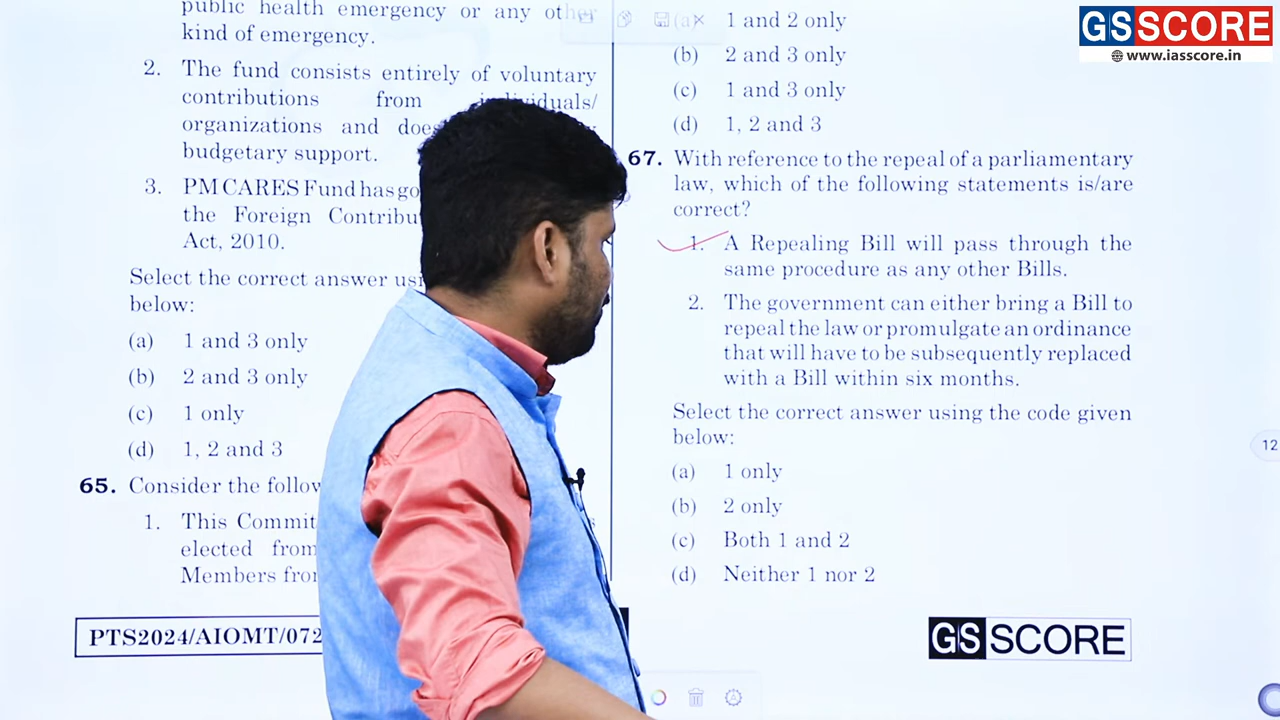 public health emergency or any other
kind of emergency.
2. The fund consists entirely of voluntary
contributions from individuals/
organizations and does
budgetary support.
3. PM CARES Fund has
the Foreign
Act, 2010.
Select the correct answer
below:
(a) 1 and 3 only
(b) 2 and 3 only
(c) 1 only
(d) 1, 2 and 3
65. Consider the
1. This
elected from
Members
PTS2024/AIOMT/072
(a) 1 and 2 only
(b) 2 and 3 only
(c) 1 and 3 only
(d) 1, 2 and 3
67. With reference to the repeal of a parliamentary
law, which of the following statements is/are
correct?
1. A Repealing Bill will pass through the
same procedure as any other Bills.
2. The government can either bring a Bill to
repeal the law or promulgate an ordinance
that will have to be subsequently replaced
with a Bill within six months.
Select the correct answer using the code given
below:
(a) 1 only
(b) 2 only
(c) Both 1 and 2
(d) Neither 1 nor 2
GS SCORE
GSSCORE
www.iasscore.in
12